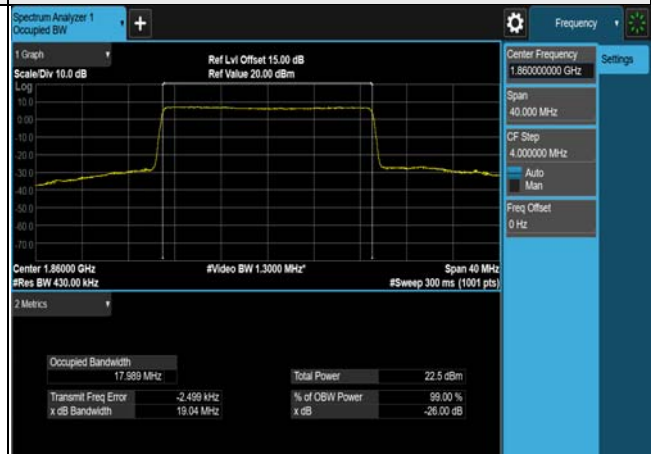 Spectrum Analyzer 1
Occupied BW
+
Frequency
1 Graph
Ref Lvl Offset 15.00 dB
Scale/Div 10.0 dB
Ref Value 20.00 dBm
Log
10.0
0.00
-10.0
-20.0
-30.0
-40.0
-50.0
-60.0
-70.0
Center 1.86000 GHz
#Video BW 1.3000 MHz*
Span 40 MHz
#Res BW 430.00 kHz
#Sweep 300 ms (1001 pts)
2 Metrics
Occupied Bandwidth
17.989 MHz
Total Power 22.5 dBm
Transmit Freq Error -2.499 kHz
% of OBW Power 99.00 %
x dB Bandwidth 19.04 MHz
x dB -26.00 dB
Center Frequency
1.860000000 GHz
Settings
Span
40.000 MHz
CF Step
4.000000 MHz
Auto
Man
Freq Offset
0 Hz